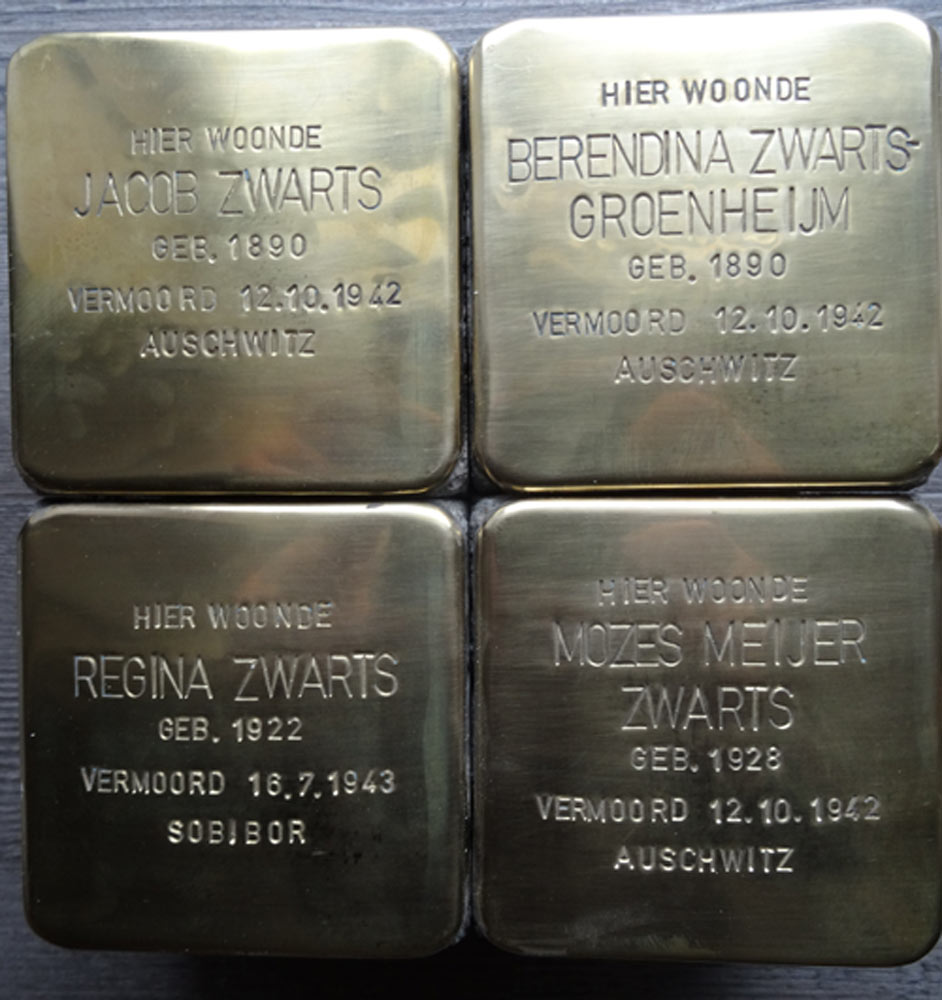 HIER WOONDE
JACOB ZWARTS
GEB. 1890
VERMOORD 12.10.1942
AUSCHWITZ
HIER WOONDE
BERENDINA ZWARTS-
GROENHEIJM
GEB. 1890
VERMOORD 12.10.1942
AUSCHWITZ
HIER WOONDE
REGINA ZWARTS
GEB. 1922
VERMOORD 16.7.1943
SOBIBOR
HIER WOONDE
MOZES MEIJER
ZWARTS
GEB. 1928
VERMOORD 12.10.1942
AUSCHWITZ